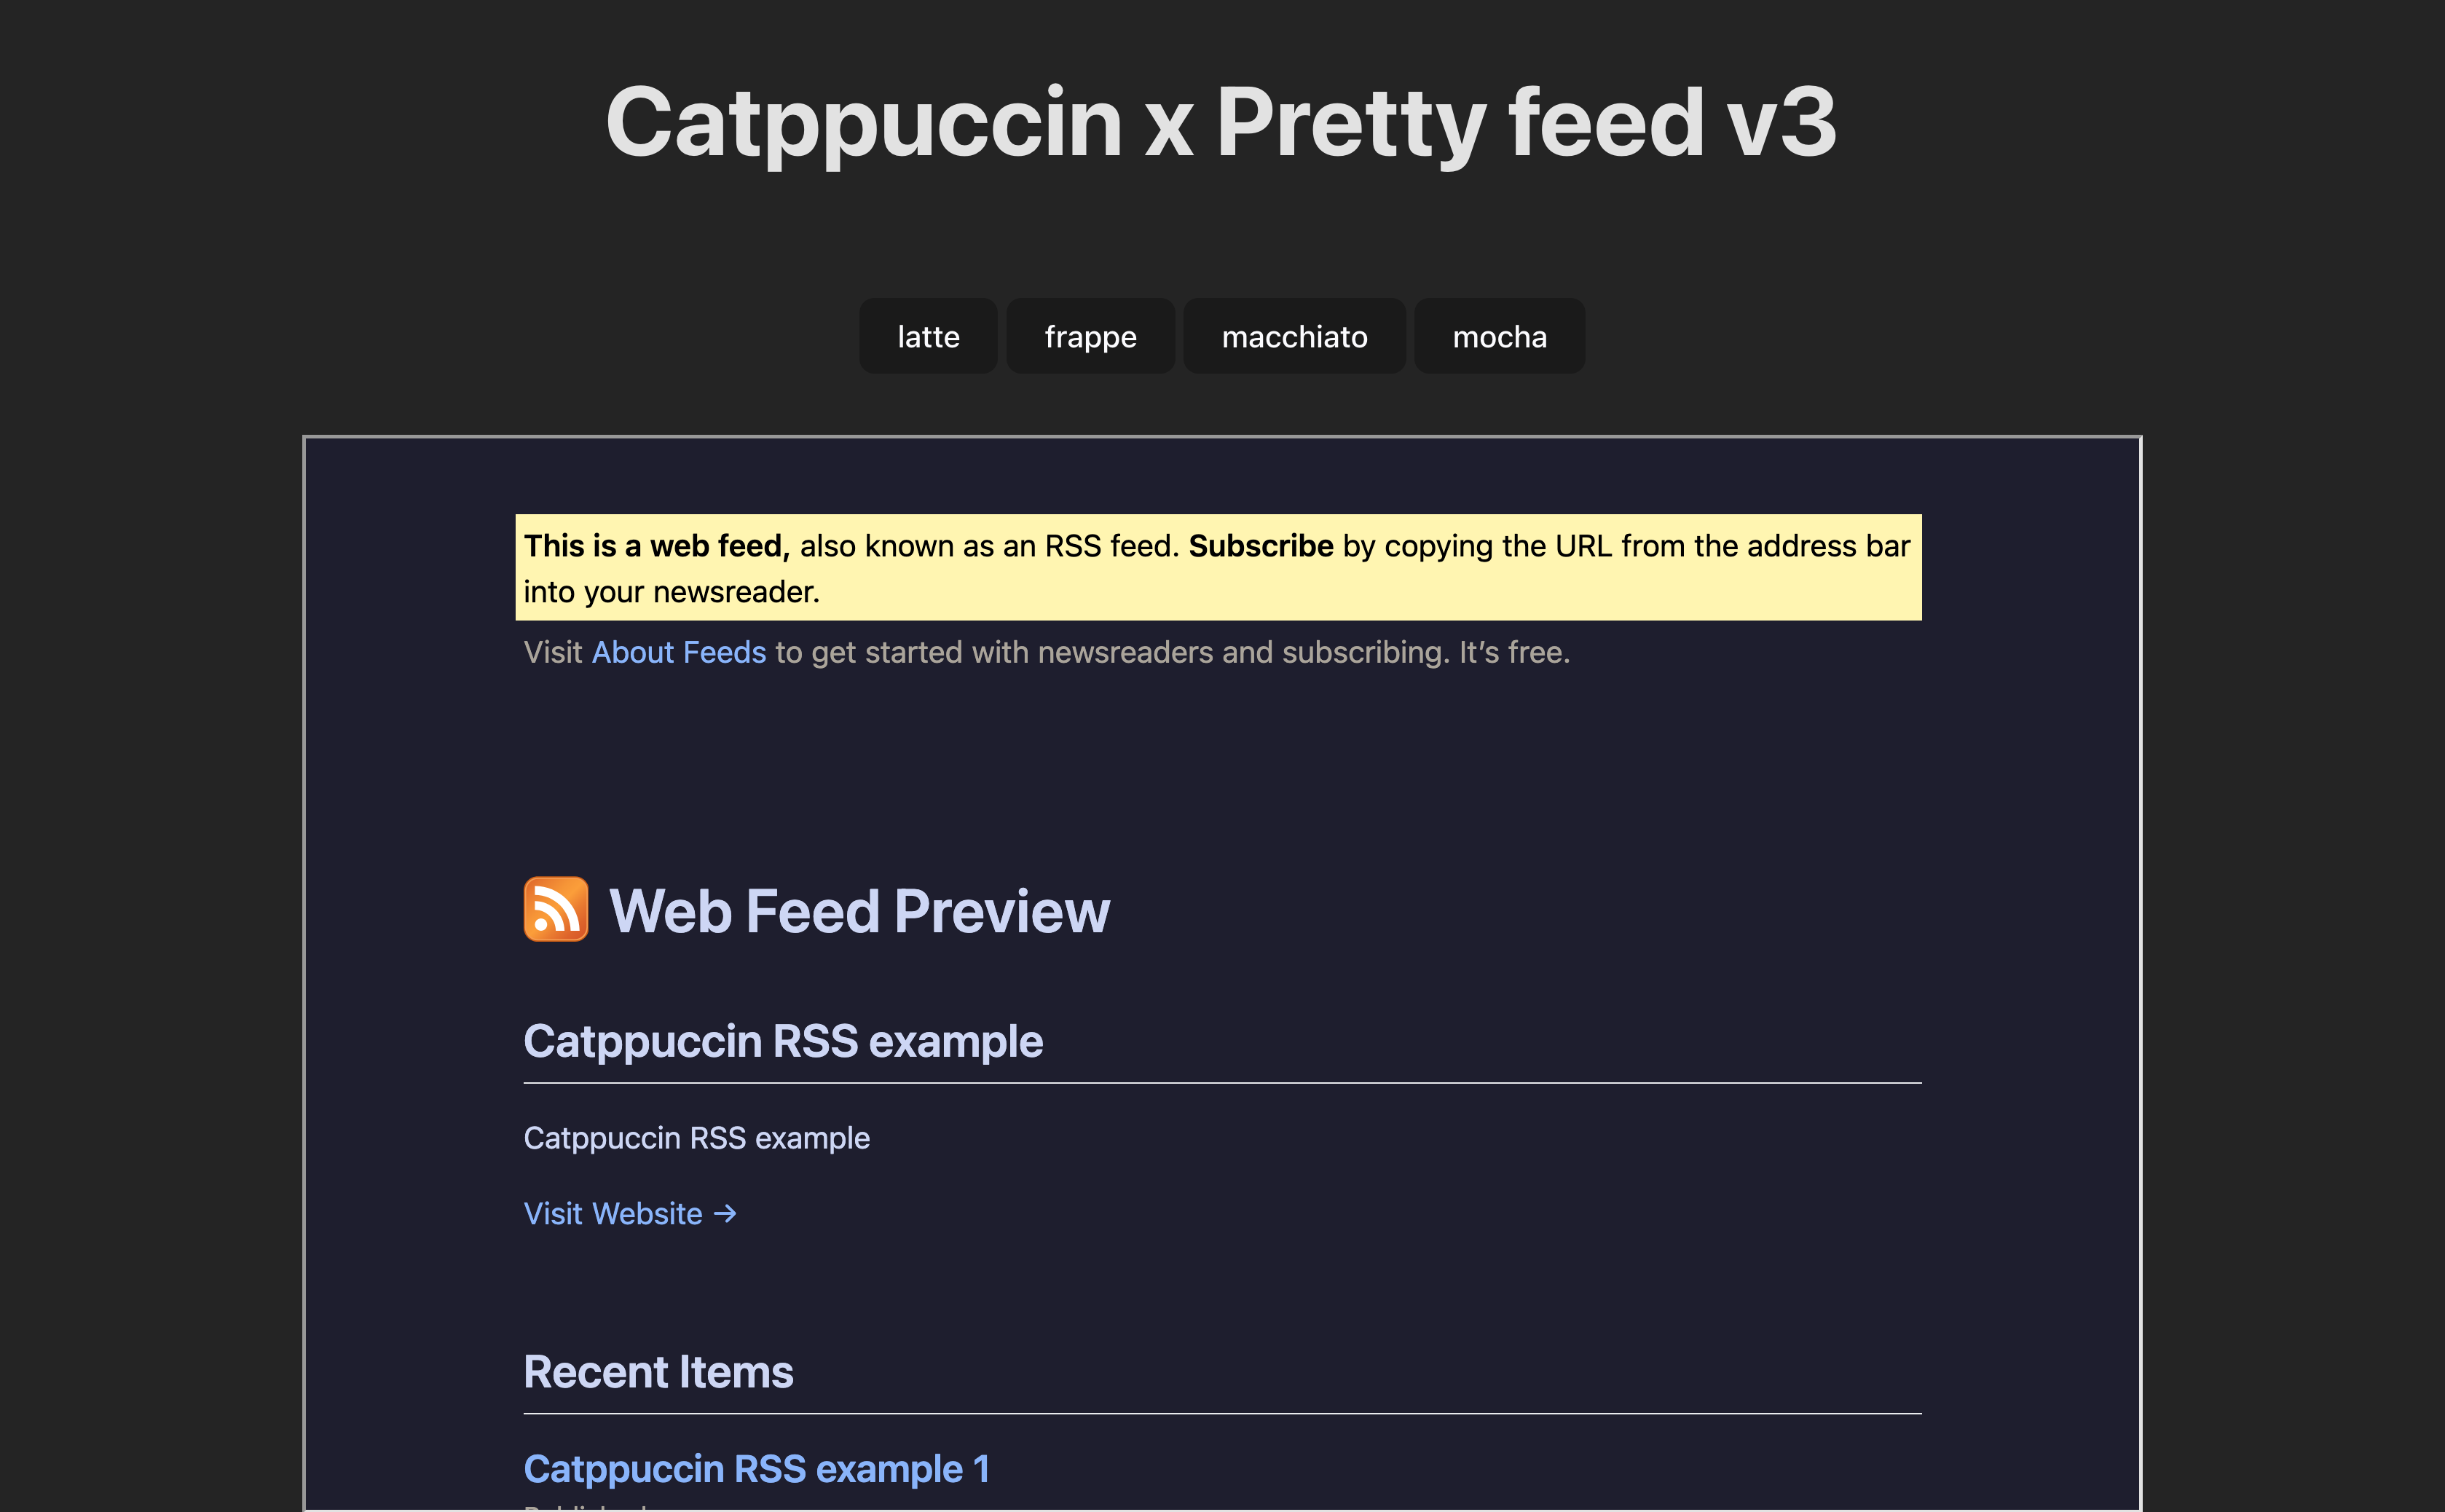 Catppuccin x Pretty feed v3
latte frappe macchiato mocha
This is a web feed, also known as an RSS feed. Subscribe by copying the URL from the address bar
into your newsreader.
Visit About Feeds to get started with newsreaders and subscribing. It’s free.
Web Feed Preview
Catppuccin RSS example
Catppuccin RSS example
Visit Website →
Recent Items
Catppuccin RSS example 1